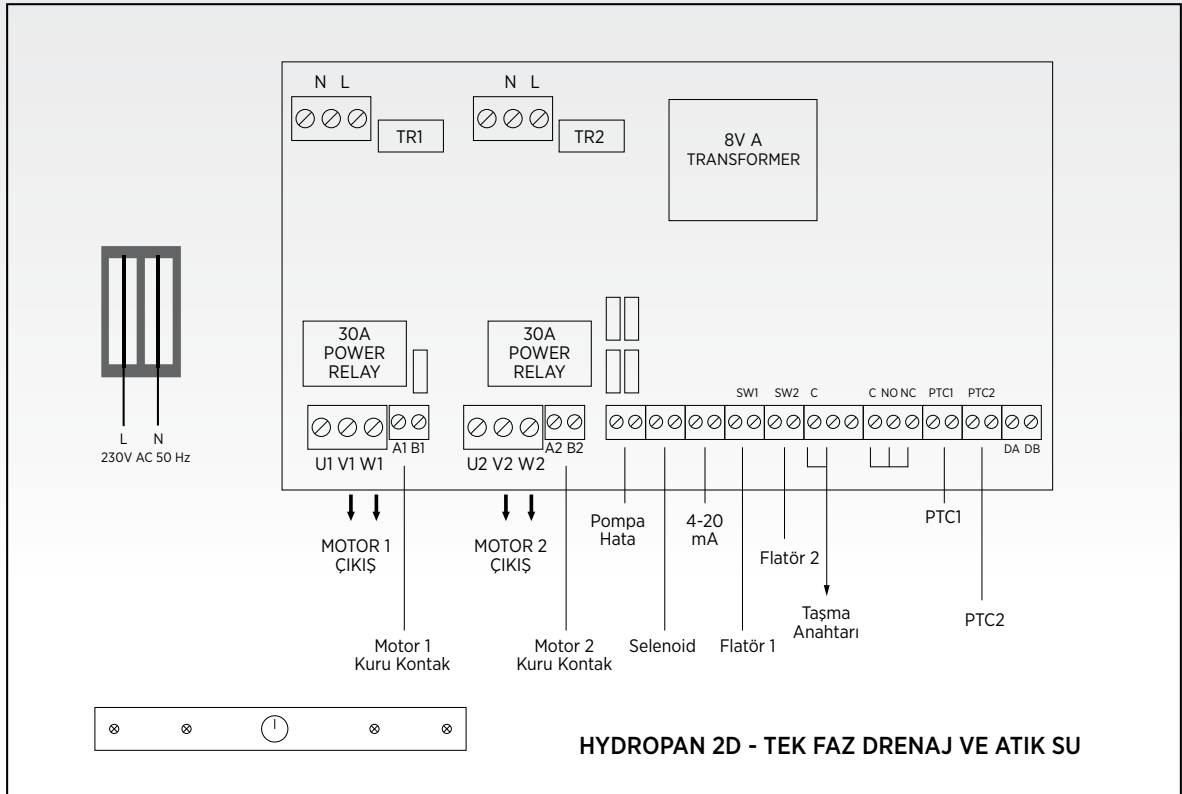 N L
N L
TR1
TR2
8V A
TRANSFORMER
30A
POWER
RELAY
30A
POWER
RELAY
L N
230V AC 50 Hz
SW1 SW2 C C NO NC PTC1 PTC2
A1 B1
A2 B2
DA DB
U1 V1 W1
U2 V2 W2
MOTOR 1
ÇIKIŞ
MOTOR 2
ÇIKIŞ
Pompa
Hata
4-20
mA
PTC1
Flatör 2
Taşma
Anahtarı
PTC2
Motor 1
Kuru Kontak
Motor 2
Kuru Kontak
Selenoid
Flatör 1
HYDROPAN 2D - TEK FAZ DRENAJ VE ATIK SU